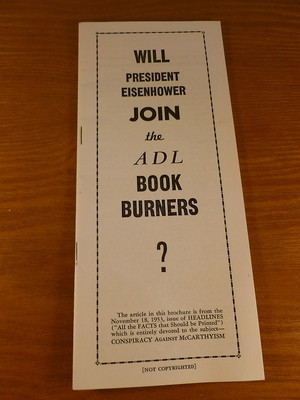 WILL
PRESIDENT
EISENHOWER
JOIN
the
ADL
BOOK
BURNERS
?
The article in this brochure is from the
November 18, 1953, issue of HEADLINES
("All the FACTS that Should be Printed")
which is entirely devoted to the subject—
CONSPIRACY AGAINST MCCARTHYISM
[NOT COPYRIGHTED]